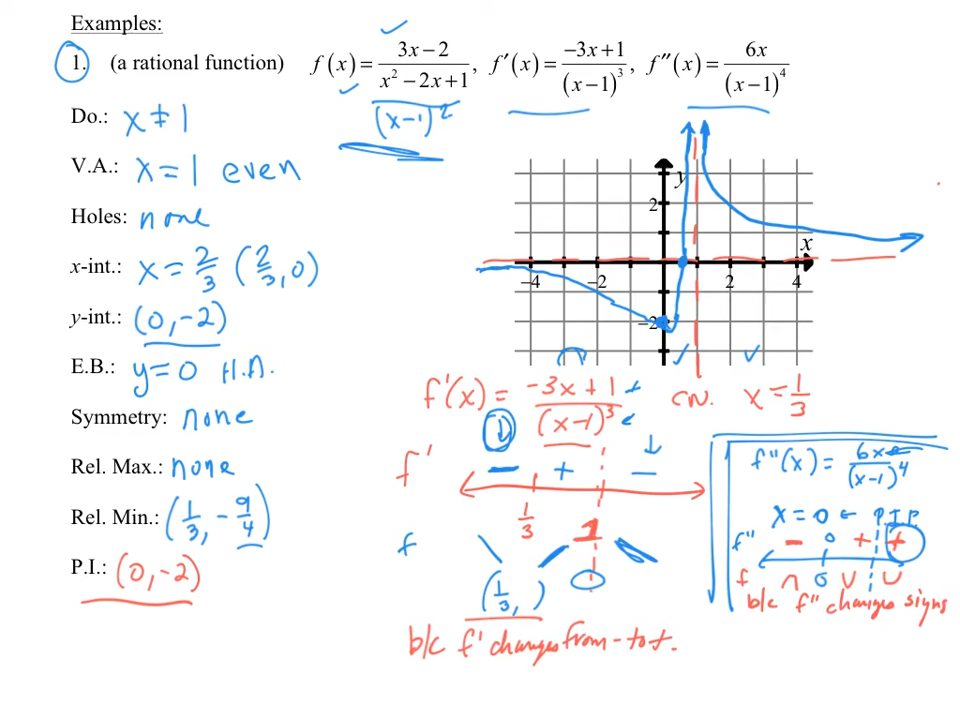 Examples:
1. (a rational function) f(x) = (3x − 2)/(x² − 2x + 1), f′(x) = (−3x + 1)/(x − 1)³, f″(x) = 6x/(x − 1)⁴
(x−1)²
Do.: x ≠ 1
V.A.: x = 1 even
Holes: none
x-int.: x = 2/3 (2/3, 0)
y-int.: (0, −2)
E.B.: y = 0 H.A.
Symmetry: none
Rel. Max.: none
Rel. Min.: (1/3, −9/4)
P.I.: (0, −2)
y
2
x
−4 −2 2 4
−2
f′(x) = (−3x + 1)/(x−1)³ CN. x = 1/3
f′ − + −
1/3 1
f
(1/3, )
b/c f′ changes from − to +.
f″(x) = 6x/(x−1)⁴
x = 0 ← P.I.P.
f″ − 0 + +
f ∩ 0 ∪ ∪
b/c f″ changes signs